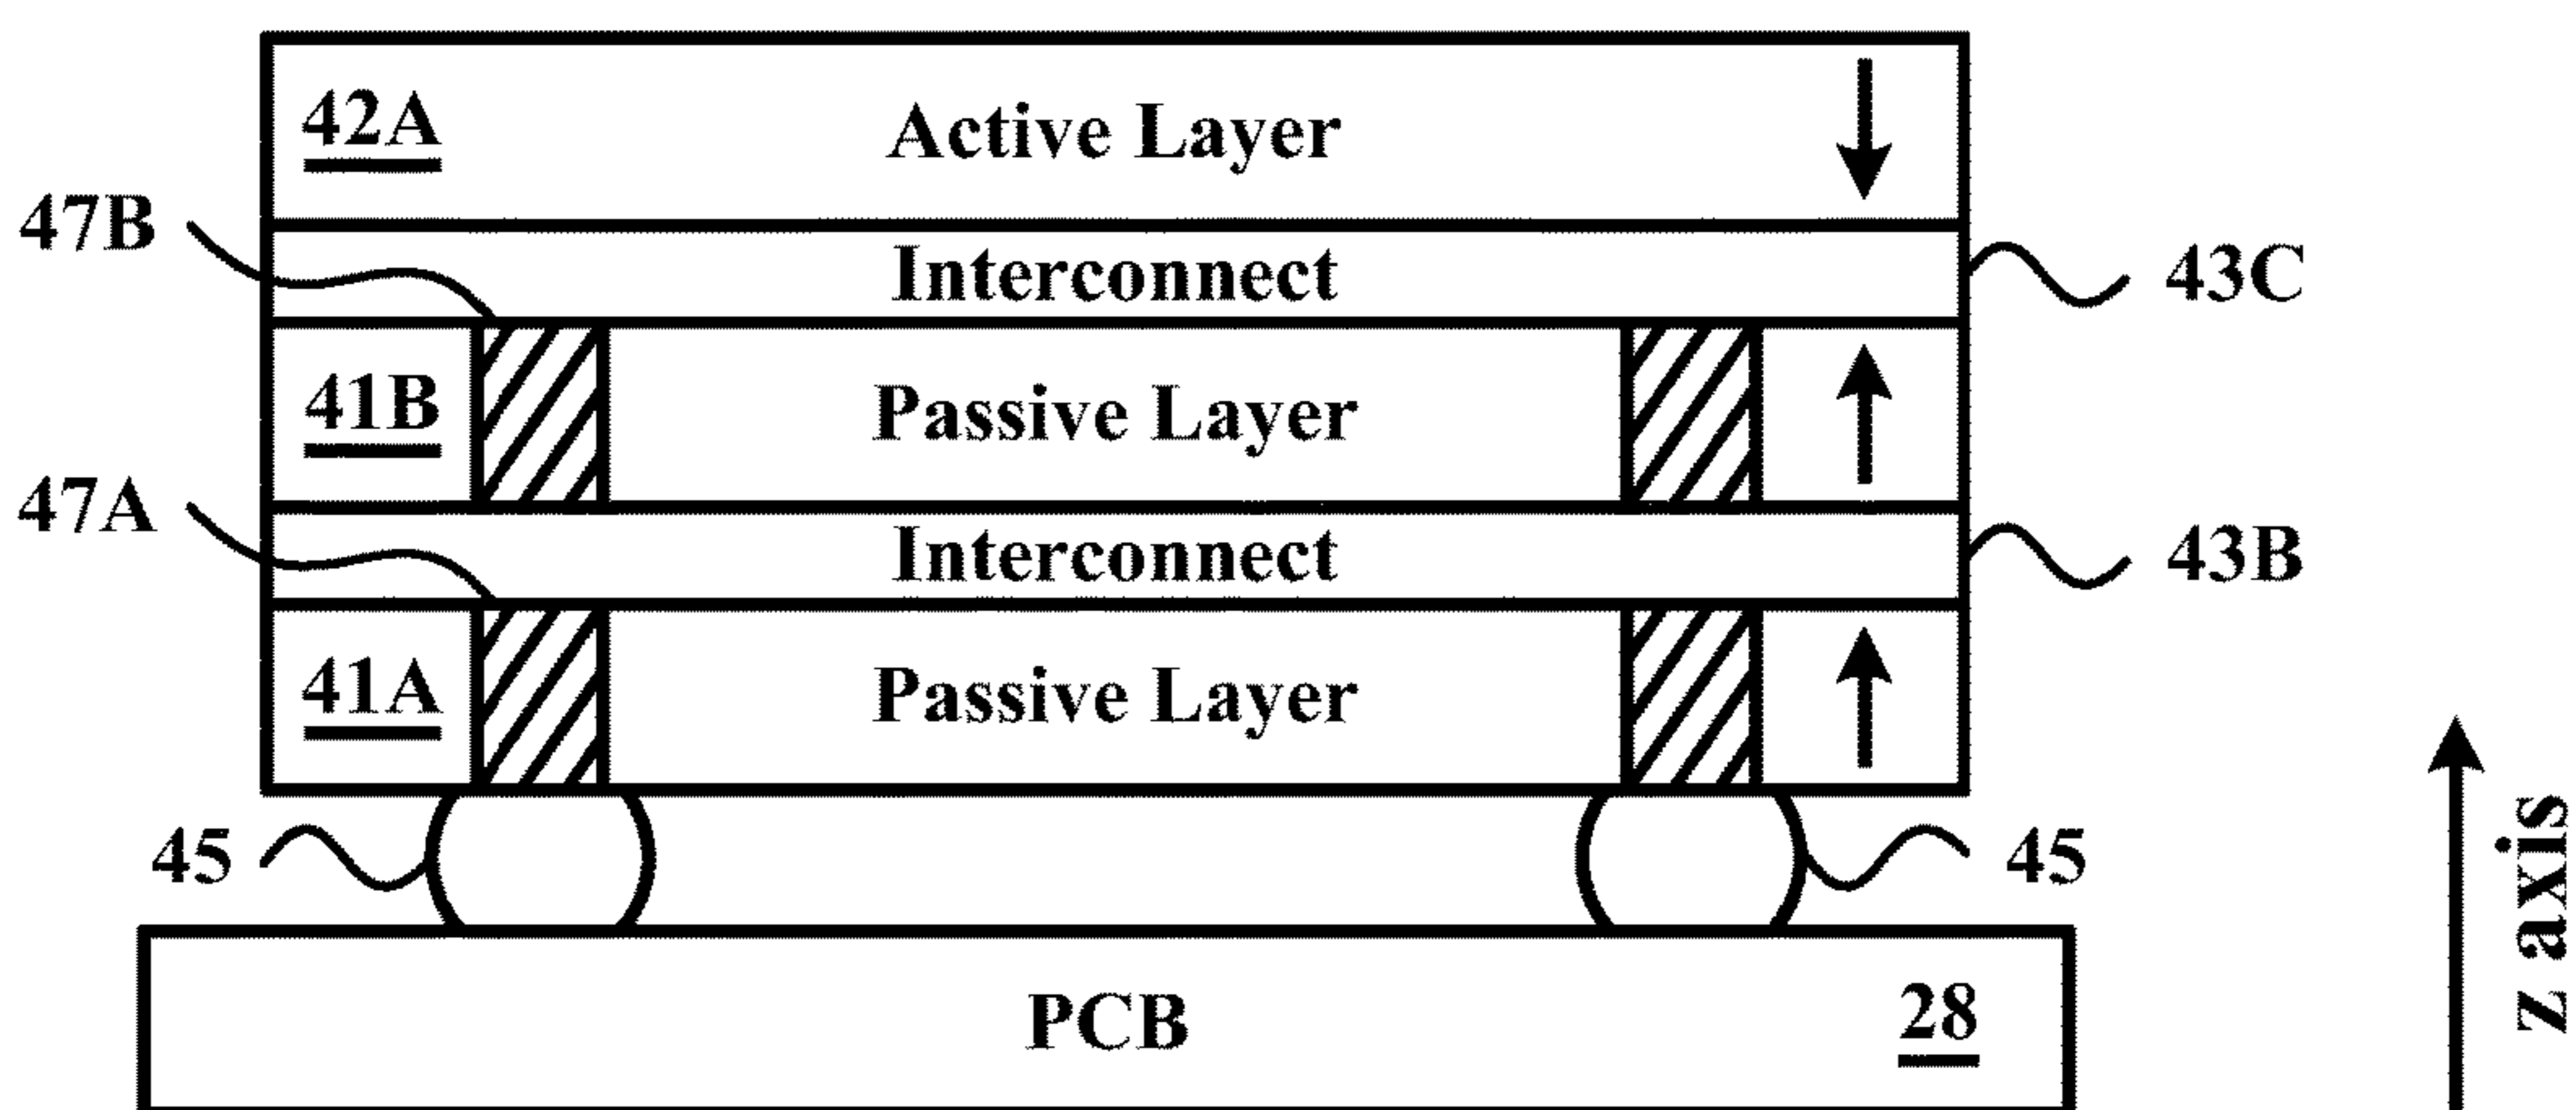 42A Active Layer
47B
Interconnect 43C
41B Passive Layer
47A
Interconnect 43B
41A Passive Layer
45 45
PCB 28
z axis